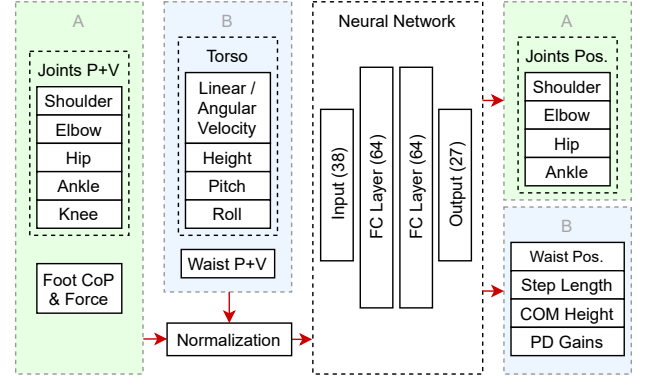 A
Joints P+V
Shoulder
Elbow
Hip
Ankle
Knee
Foot CoP
& Force
B
Torso
Linear /
Angular
Velocity
Height
Pitch
Roll
Waist P+V
Normalization
Neural Network
Input (38)
FC Layer (64)
FC Layer (64)
Output (27)
A
Joints Pos.
Shoulder
Elbow
Hip
Ankle
B
Waist Pos.
Step Length
COM Height
PD Gains